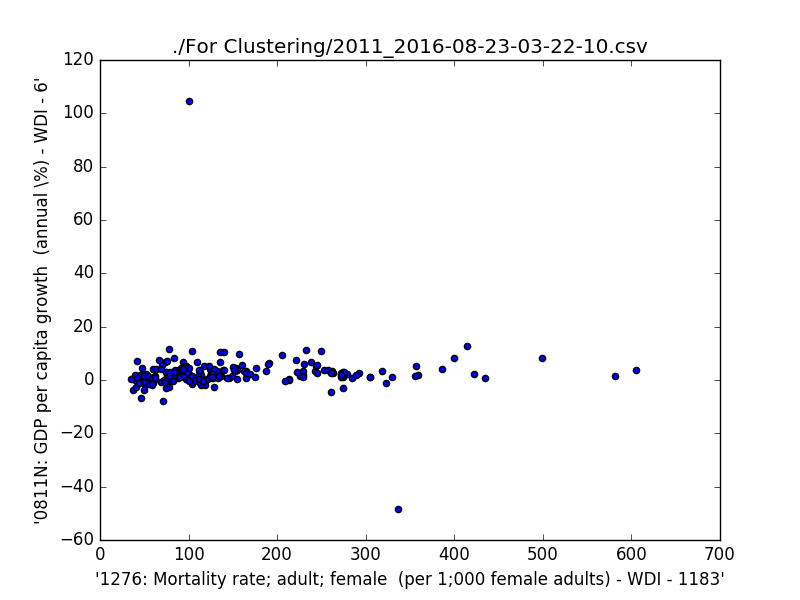 ./For Clustering/2011_2016-08-23-03-22-10.csv
120
100
80
60
40
20
0
−20
−40
−60
'0811N: GDP per capita growth  (annual \%) - WDI - 6'
0 100 200 300 400 500 600 700
'1276: Mortality rate; adult; female  (per 1;000 female adults) - WDI - 1183'